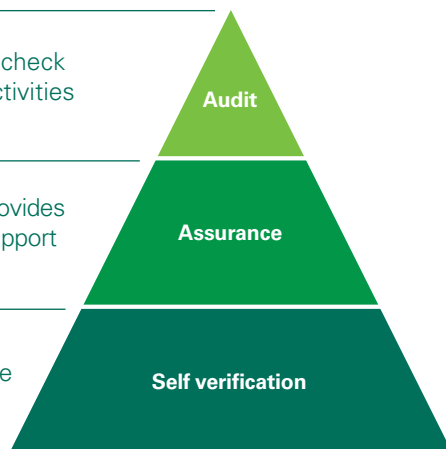 check
ctivities
Audit
ovides
pport
Assurance
e
Self verification